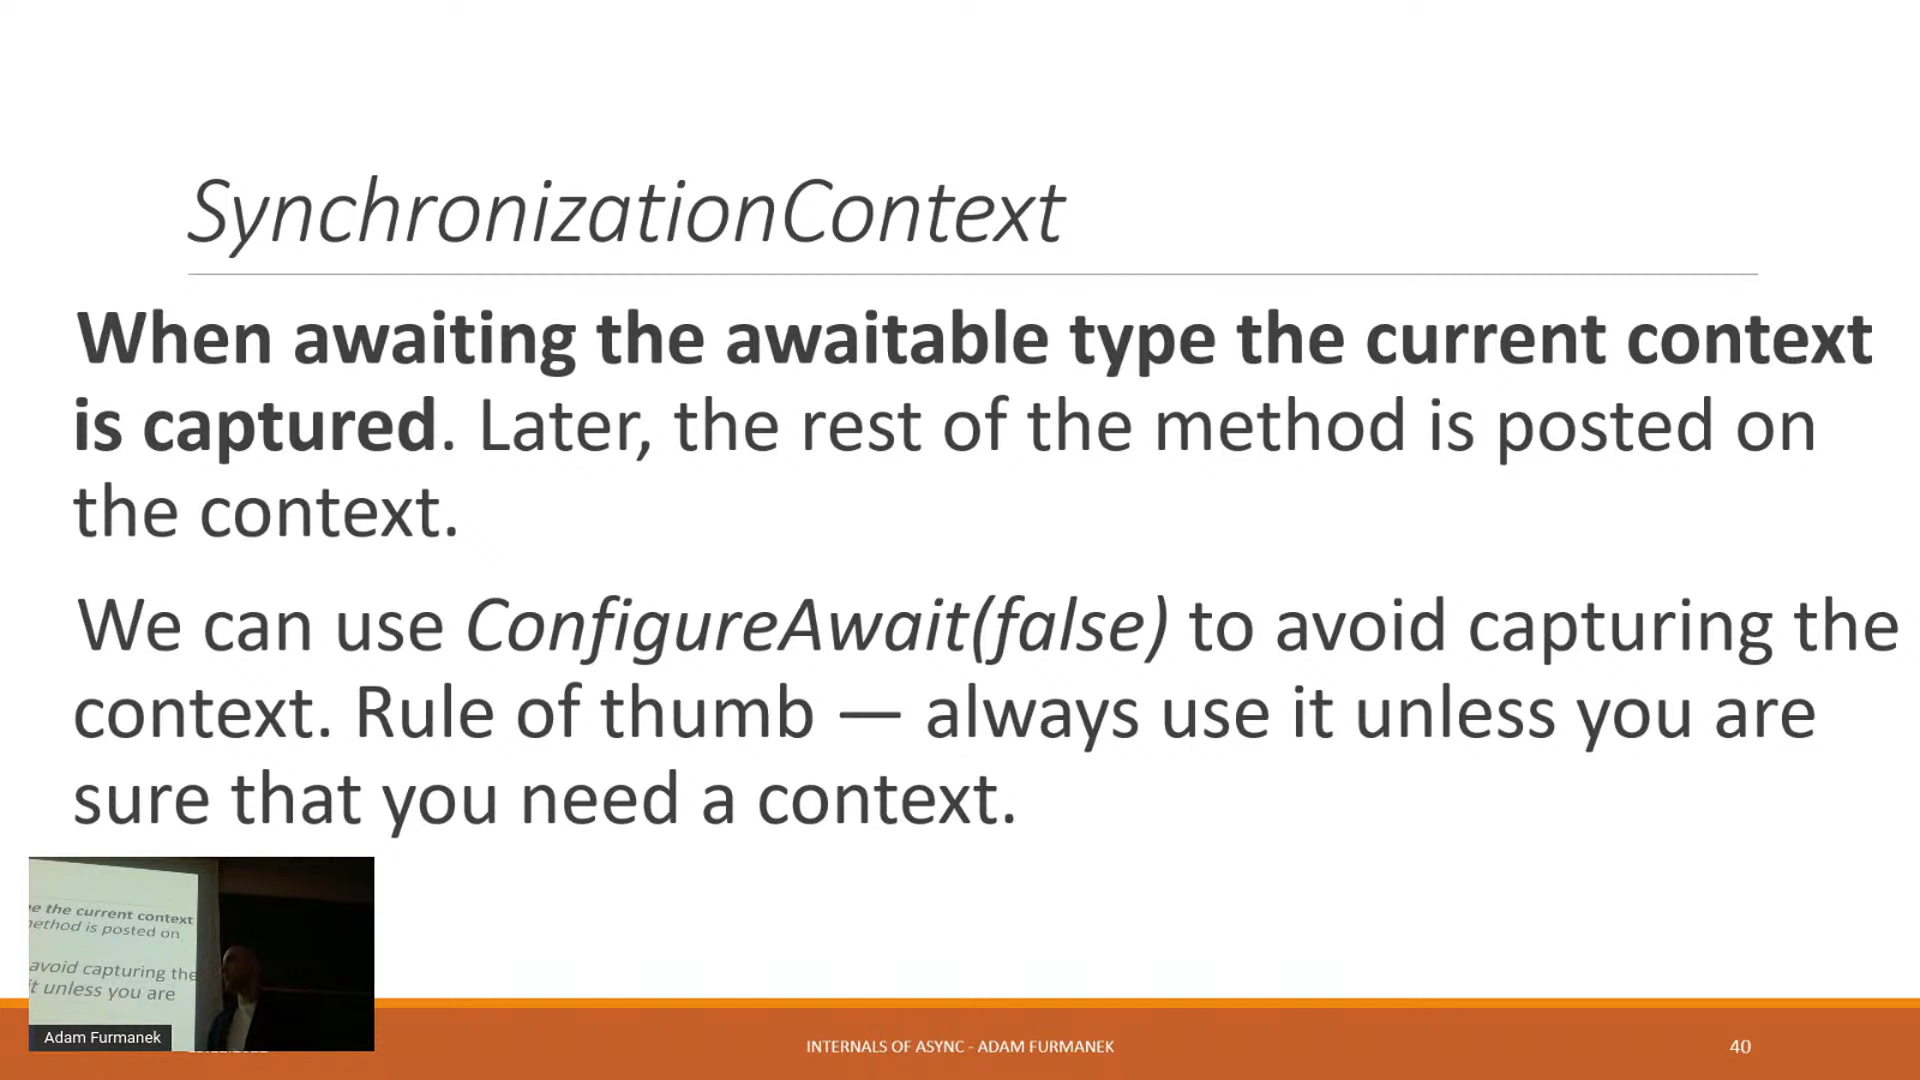 SynchronizationContext
When awaiting the awaitable type the current context
is captured. Later, the rest of the method is posted on
the context.
We can use ConfigureAwait(false) to avoid capturing the
context. Rule of thumb — always use it unless you are
sure that you need a context.
the current context
method is posted on
avoid capturing the
it unless you are
Adam Furmanek
INTERNALS OF ASYNC - ADAM FURMANEK
40